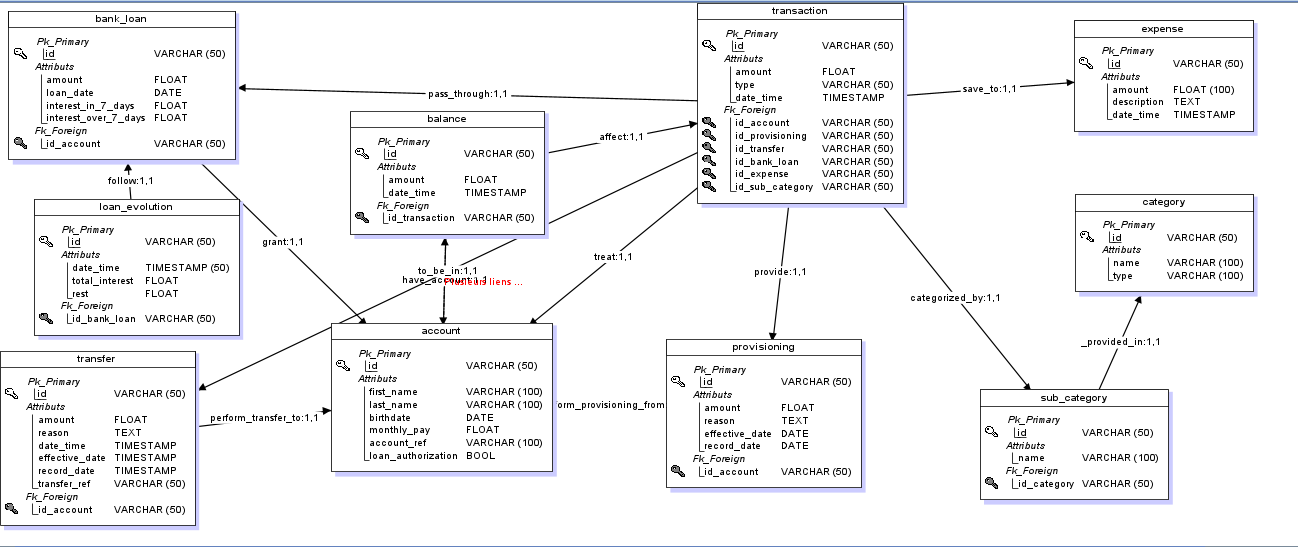 bank_loan
Pk_Primary
id VARCHAR (50)
Attributs
amount FLOAT
loan_date DATE
interest_in_7_days FLOAT
interest_over_7_days FLOAT
Fk_Foreign
id_account VARCHAR (50)
transaction
Pk_Primary
id VARCHAR (50)
Attributs
amount FLOAT
type VARCHAR (50)
date_time TIMESTAMP
Fk_Foreign
id_account VARCHAR (50)
id_provisioning VARCHAR (50)
id_transfer VARCHAR (50)
id_bank_loan VARCHAR (50)
id_expense VARCHAR (50)
id_sub_category VARCHAR (50)
expense
Pk_Primary
id VARCHAR (50)
Attributs
amount FLOAT (100)
description TEXT
date_time TIMESTAMP
pass_through:1,1
save_to:1,1
balance
Pk_Primary
id VARCHAR (50)
Attributs
amount FLOAT
date_time TIMESTAMP
Fk_Foreign
id_transaction VARCHAR (50)
affect:1,1
follow:1,1
loan_evolution
Pk_Primary
id VARCHAR (50)
Attributs
date_time TIMESTAMP (50)
total_interest FLOAT
rest FLOAT
Fk_Foreign
id_bank_loan VARCHAR (50)
category
Pk_Primary
id VARCHAR (50)
Attributs
name VARCHAR (100)
type VARCHAR (100)
grant:1,1
treat:1,1
to_be_in:1,1
have_account:1,1
Plusieurs liens ...
provide:1,1
categorized_by:1,1
_provided_in:1,1
transfer
Pk_Primary
id VARCHAR (50)
Attributs
amount FLOAT
reason TEXT
date_time TIMESTAMP
effective_date TIMESTAMP
record_date TIMESTAMP
transfer_ref VARCHAR (50)
Fk_Foreign
id_account VARCHAR (50)
perform_transfer_to:1,1
account
Pk_Primary
id VARCHAR (50)
Attributs
first_name VARCHAR (100)
last_name VARCHAR (100)
birthdate DATE
monthly_pay FLOAT
account_ref VARCHAR (100)
loan_authorization BOOL
orm_provisioning_from
provisioning
Pk_Primary
id VARCHAR (50)
Attributs
amount FLOAT
reason TEXT
effective_date DATE
record_date DATE
Fk_Foreign
id_account VARCHAR (50)
sub_category
Pk_Primary
id VARCHAR (50)
Attributs
name VARCHAR (100)
Fk_Foreign
id_category VARCHAR (50)